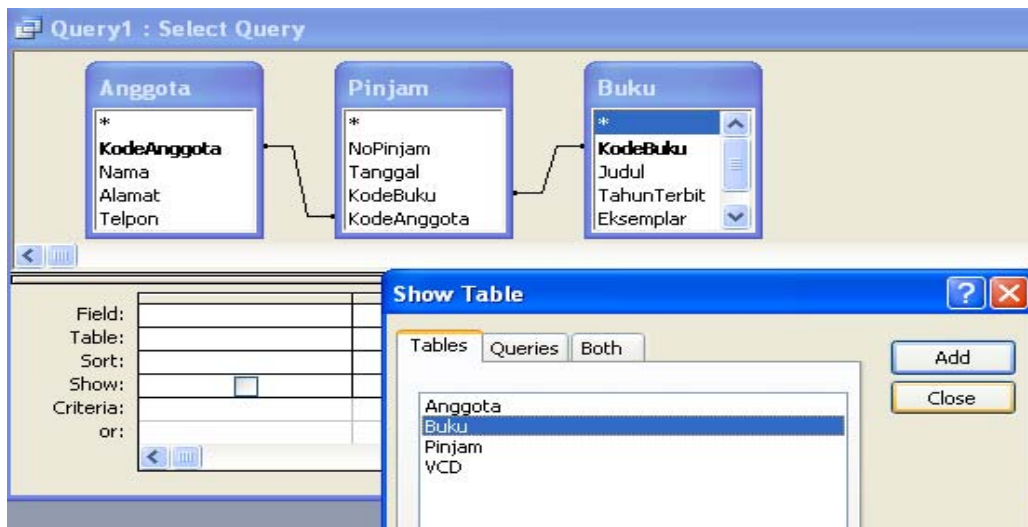 Query1 : Select Query
Anggota
*
KodeAnggota
Nama
Alamat
Telpon
Pinjam
*
NoPinjam
Tanggal
KodeBuku
KodeAnggota
Buku
*
KodeBuku
Judul
TahunTerbit
Eksemplar
Field:
Table:
Sort:
Show:
Criteria:
or:
Show Table
Tables Queries Both
Anggota
Buku
Pinjam
VCD
Add
Close